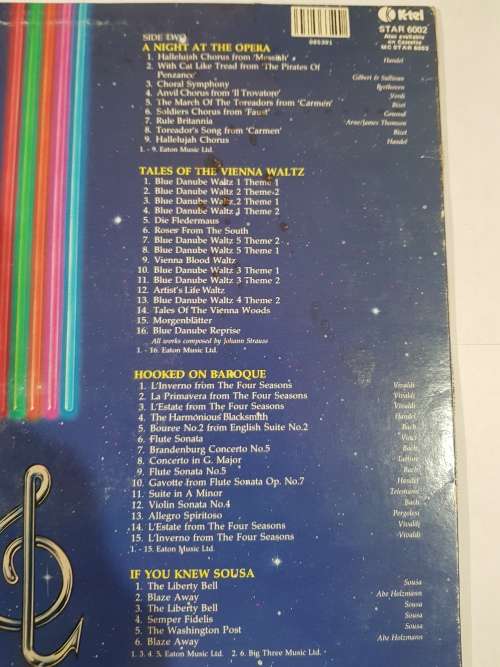 K-tel
STAR 6002
Also available
on Cassette
MC STAR 6002
085391
SIDE TWO
A NIGHT AT THE OPERA
1. Hallelujah Chorus from 'Messiah' Handel
2. With Cat Like Tread from 'The Pirates Of
Penzance' Gilbert & Sullivan
3. Choral Symphony Beethoven
4. Anvil Chorus from 'Il Trovatore' Verdi
5. The March Of The Toreadors from 'Carmen' Bizet
6. Soldiers Chorus from 'Faust' Gounod
7. Rule Britannia Arne/James Thomson
8. Toreador's Song from 'Carmen' Bizet
9. Hallelujah Chorus Handel
1. - 9. Eaton Music Ltd.
TALES OF THE VIENNA WALTZ
1. Blue Danube Waltz 1 Theme 1
2. Blue Danube Waltz 2 Theme 2
3. Blue Danube Waltz 2 Theme 1
4. Blue Danube Waltz 1 Theme 2
5. Die Fledermaus
6. Roses From The South
7. Blue Danube Waltz 5 Theme 2
8. Blue Danube Waltz 5 Theme 1
9. Vienna Blood Waltz
10. Blue Danube Waltz 3 Theme 1
11. Blue Danube Waltz 3 Theme 2
12. Artist's Life Waltz
13. Blue Danube Waltz 4 Theme 2
14. Tales Of The Vienna Woods
15. Morgenblätter
16. Blue Danube Reprise
All works composed by Johann Strauss
1. - 16. Eaton Music Ltd.
HOOKED ON BAROQUE
1. L'Inverno from The Four Seasons Vivaldi
2. La Primavera from The Four Seasons Vivaldi
3. L'Estate from The Four Seasons Vivaldi
4. The Harmonious Blacksmith Handel
5. Bouree No.2 from English Suite No.2 Bach
6. Flute Sonata Vinci
7. Brandenburg Concerto No.5 Bach
8. Concerto in G. Major
9. Flute Sonata No.5 Bach
10. Gavotte from Flute Sonata Op. No.7 Handel
11. Suite in A Minor Telemann
12. Violin Sonata No.4 Bach
13. Allegro Spiritoso Pergolesi
14. L'Estate from The Four Seasons Vivaldi
15. L'Inverno from The Four Seasons Vivaldi
1. - 15. Eaton Music Ltd.
IF YOU KNEW SOUSA
1. The Liberty Bell Sousa
2. Blaze Away Abe Holzmann
3. The Liberty Bell Sousa
4. Semper Fidelis Sousa
5. The Washington Post Sousa
6. Blaze Away Abe Holzmann
1. 3. 4. 5. Eaton Music Ltd. 2. 6. Big Three Music Ltd.